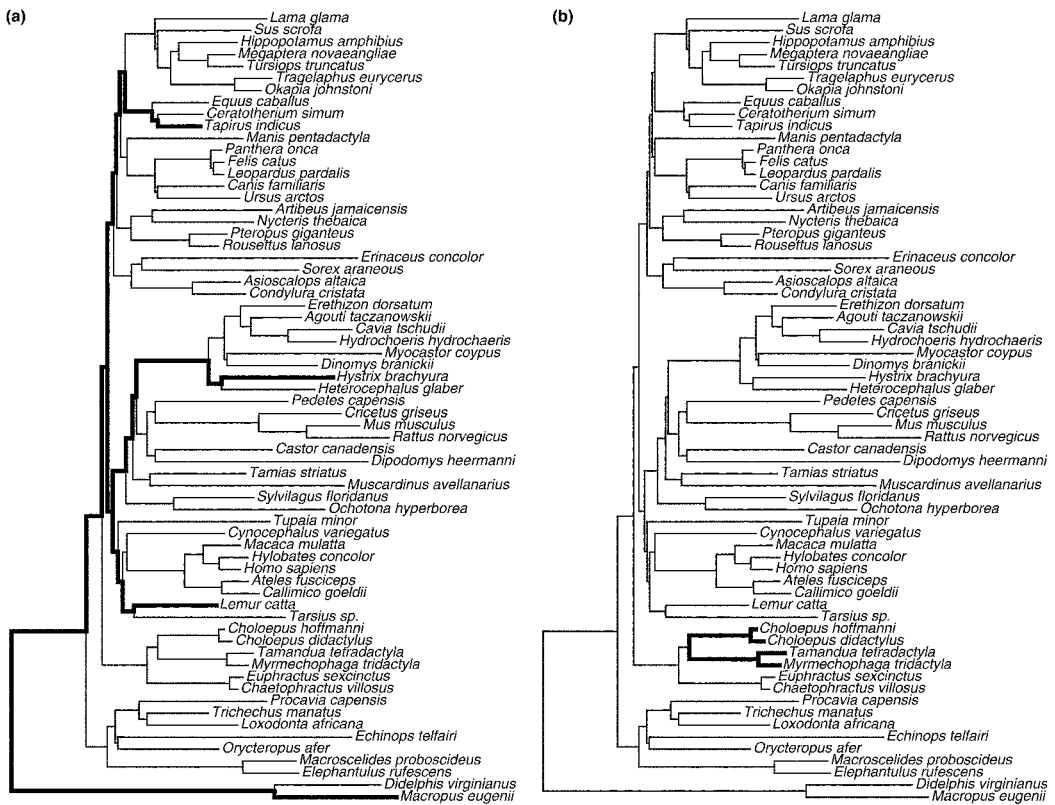 (a)
Lama glama
Sus scrofa
Hippopotamus amphibius
Megaptera novaeangliae
Tursiops truncatus
Tragelaphus eurycerus
Okapia johnstoni
Equus caballus
Ceratotherium simum
Tapirus indicus
Manis pentadactyla
Panthera onca
Felis catus
Leopardus pardalis
Canis familiaris
Ursus arctos
Artibeus jamaicensis
Nycteris thebaica
Pteropus giganteus
Rousettus lanosus
Erinaceus concolor
Sorex araneous
Asioscalops altaica
Condylura cristata
Erethizon dorsatum
Agouti taczanowskii
Cavia tschudii
Hydrochoeris hydrochaeris
Myocastor coypus
Dinomys branickii
Hystrix brachyura
Heterocephalus glaber
Pedetes capensis
Cricetus griseus
Mus musculus
Rattus norvegicus
Castor canadensis
Dipodomys heermanni
Tamias striatus
Muscardinus avellanarius
Sylvilagus floridanus
Ochotona hyperborea
Tupaia minor
Cynocephalus variegatus
Macaca mulatta
Hylobates concolor
Homo sapiens
Ateles fusciceps
Callimico goeldii
Lemur catta
Tarsius sp.
Choloepus hoffmanni
Choloepus didactylus
Tamandua tetradactyla
Myrmechophaga tridactyla
Euphractus sexcinctus
Chaetophractus villosus
Procavia capensis
Trichechus manatus
Loxodonta africana
Echinops telfairi
Orycteropus afer
Macroscelides proboscideus
Elephantulus rufescens
Didelphis virginianus
Macropus eugenii
(b)
Lama glama
Sus scrofa
Hippopotamus amphibius
Megaptera novaeangliae
Tursiops truncatus
Tragelaphus eurycerus
Okapia johnstoni
Equus caballus
Ceratotherium simum
Tapirus indicus
Manis pentadactyla
Panthera onca
Felis catus
Leopardus pardalis
Canis familiaris
Ursus arctos
Artibeus jamaicensis
Nycteris thebaica
Pteropus giganteus
Rousettus lanosus
Erinaceus concolor
Sorex araneous
Asioscalops altaica
Condylura cristata
Erethizon dorsatum
Agouti taczanowskii
Cavia tschudii
Hydrochoeris hydrochaeris
Myocastor coypus
Dinomys branickii
Hystrix brachyura
Heterocephalus glaber
Pedetes capensis
Cricetus griseus
Mus musculus
Rattus norvegicus
Castor canadensis
Dipodomys heermanni
Tamias striatus
Muscardinus avellanarius
Sylvilagus floridanus
Ochotona hyperborea
Tupaia minor
Cynocephalus variegatus
Macaca mulatta
Hylobates concolor
Homo sapiens
Ateles fusciceps
Callimico goeldii
Lemur catta
Tarsius sp.
Choloepus hoffmanni
Choloepus didactylus
Tamandua tetradactyla
Myrmechophaga tridactyla
Euphractus sexcinctus
Chaetophractus villosus
Procavia capensis
Trichechus manatus
Loxodonta africana
Echinops telfairi
Orycteropus afer
Macroscelides proboscideus
Elephantulus rufescens
Didelphis virginianus
Macropus eugenii